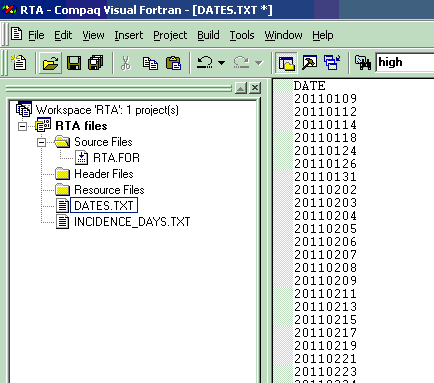 RTA - Compaq Visual Fortran - [DATES.TXT *]
File Edit View Insert Project Build Tools Window Help
high
Workspace 'RTA': 1 project(s)
RTA files
Source Files
RTA.FOR
Header Files
Resource Files
DATES.TXT
INCIDENCE_DAYS.TXT
DATE
20110109
20110112
20110114
20110118
20110124
20110126
20110131
20110202
20110203
20110204
20110205
20110206
20110207
20110208
20110209
20110211
20110213
20110215
20110217
20110219
20110221
20110223